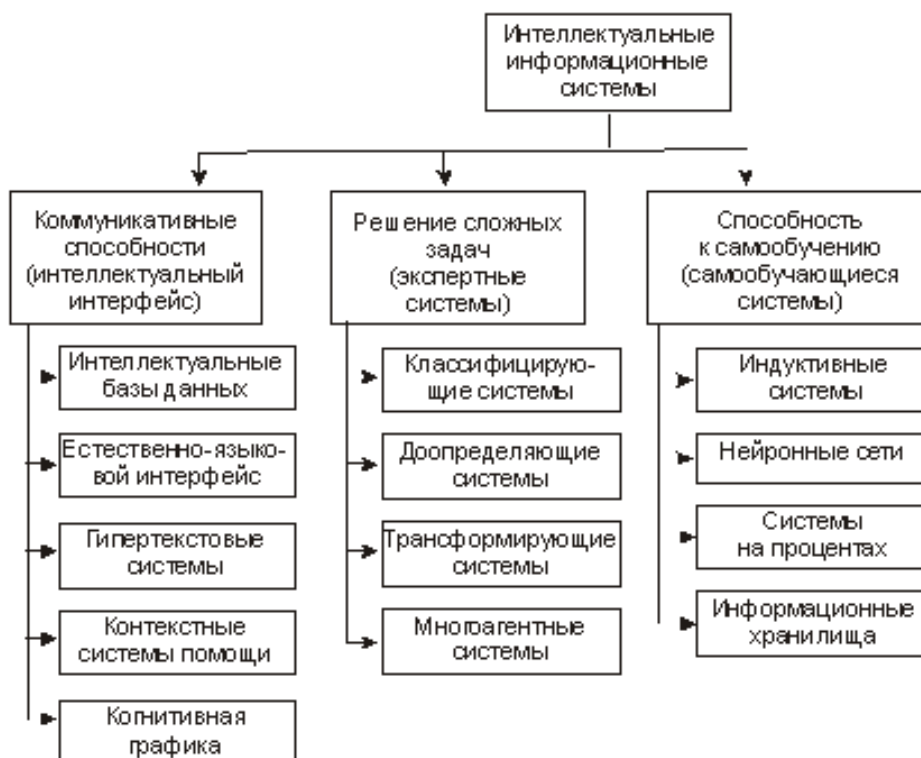 Интеллектуальные
информационные
системы
Коммуникативные
способности
(интеллектуальный
интерфейс)
Решение сложных
задач
(экспертные
системы)
Способность
к самообучению
(самообучающиеся
системы)
Интеллектуальные
базы данных
Естественно-языко-
вой интерфейс
Гипертекстовые
системы
Контекстные
системы помощи
Когнитивная
графика
Классифицирую-
щие системы
Доопределяющие
системы
Трансформирующие
системы
Многоагентные
системы
Индуктивные
системы
Нейронные сети
Системы
на процентах
Информационные
хранилища